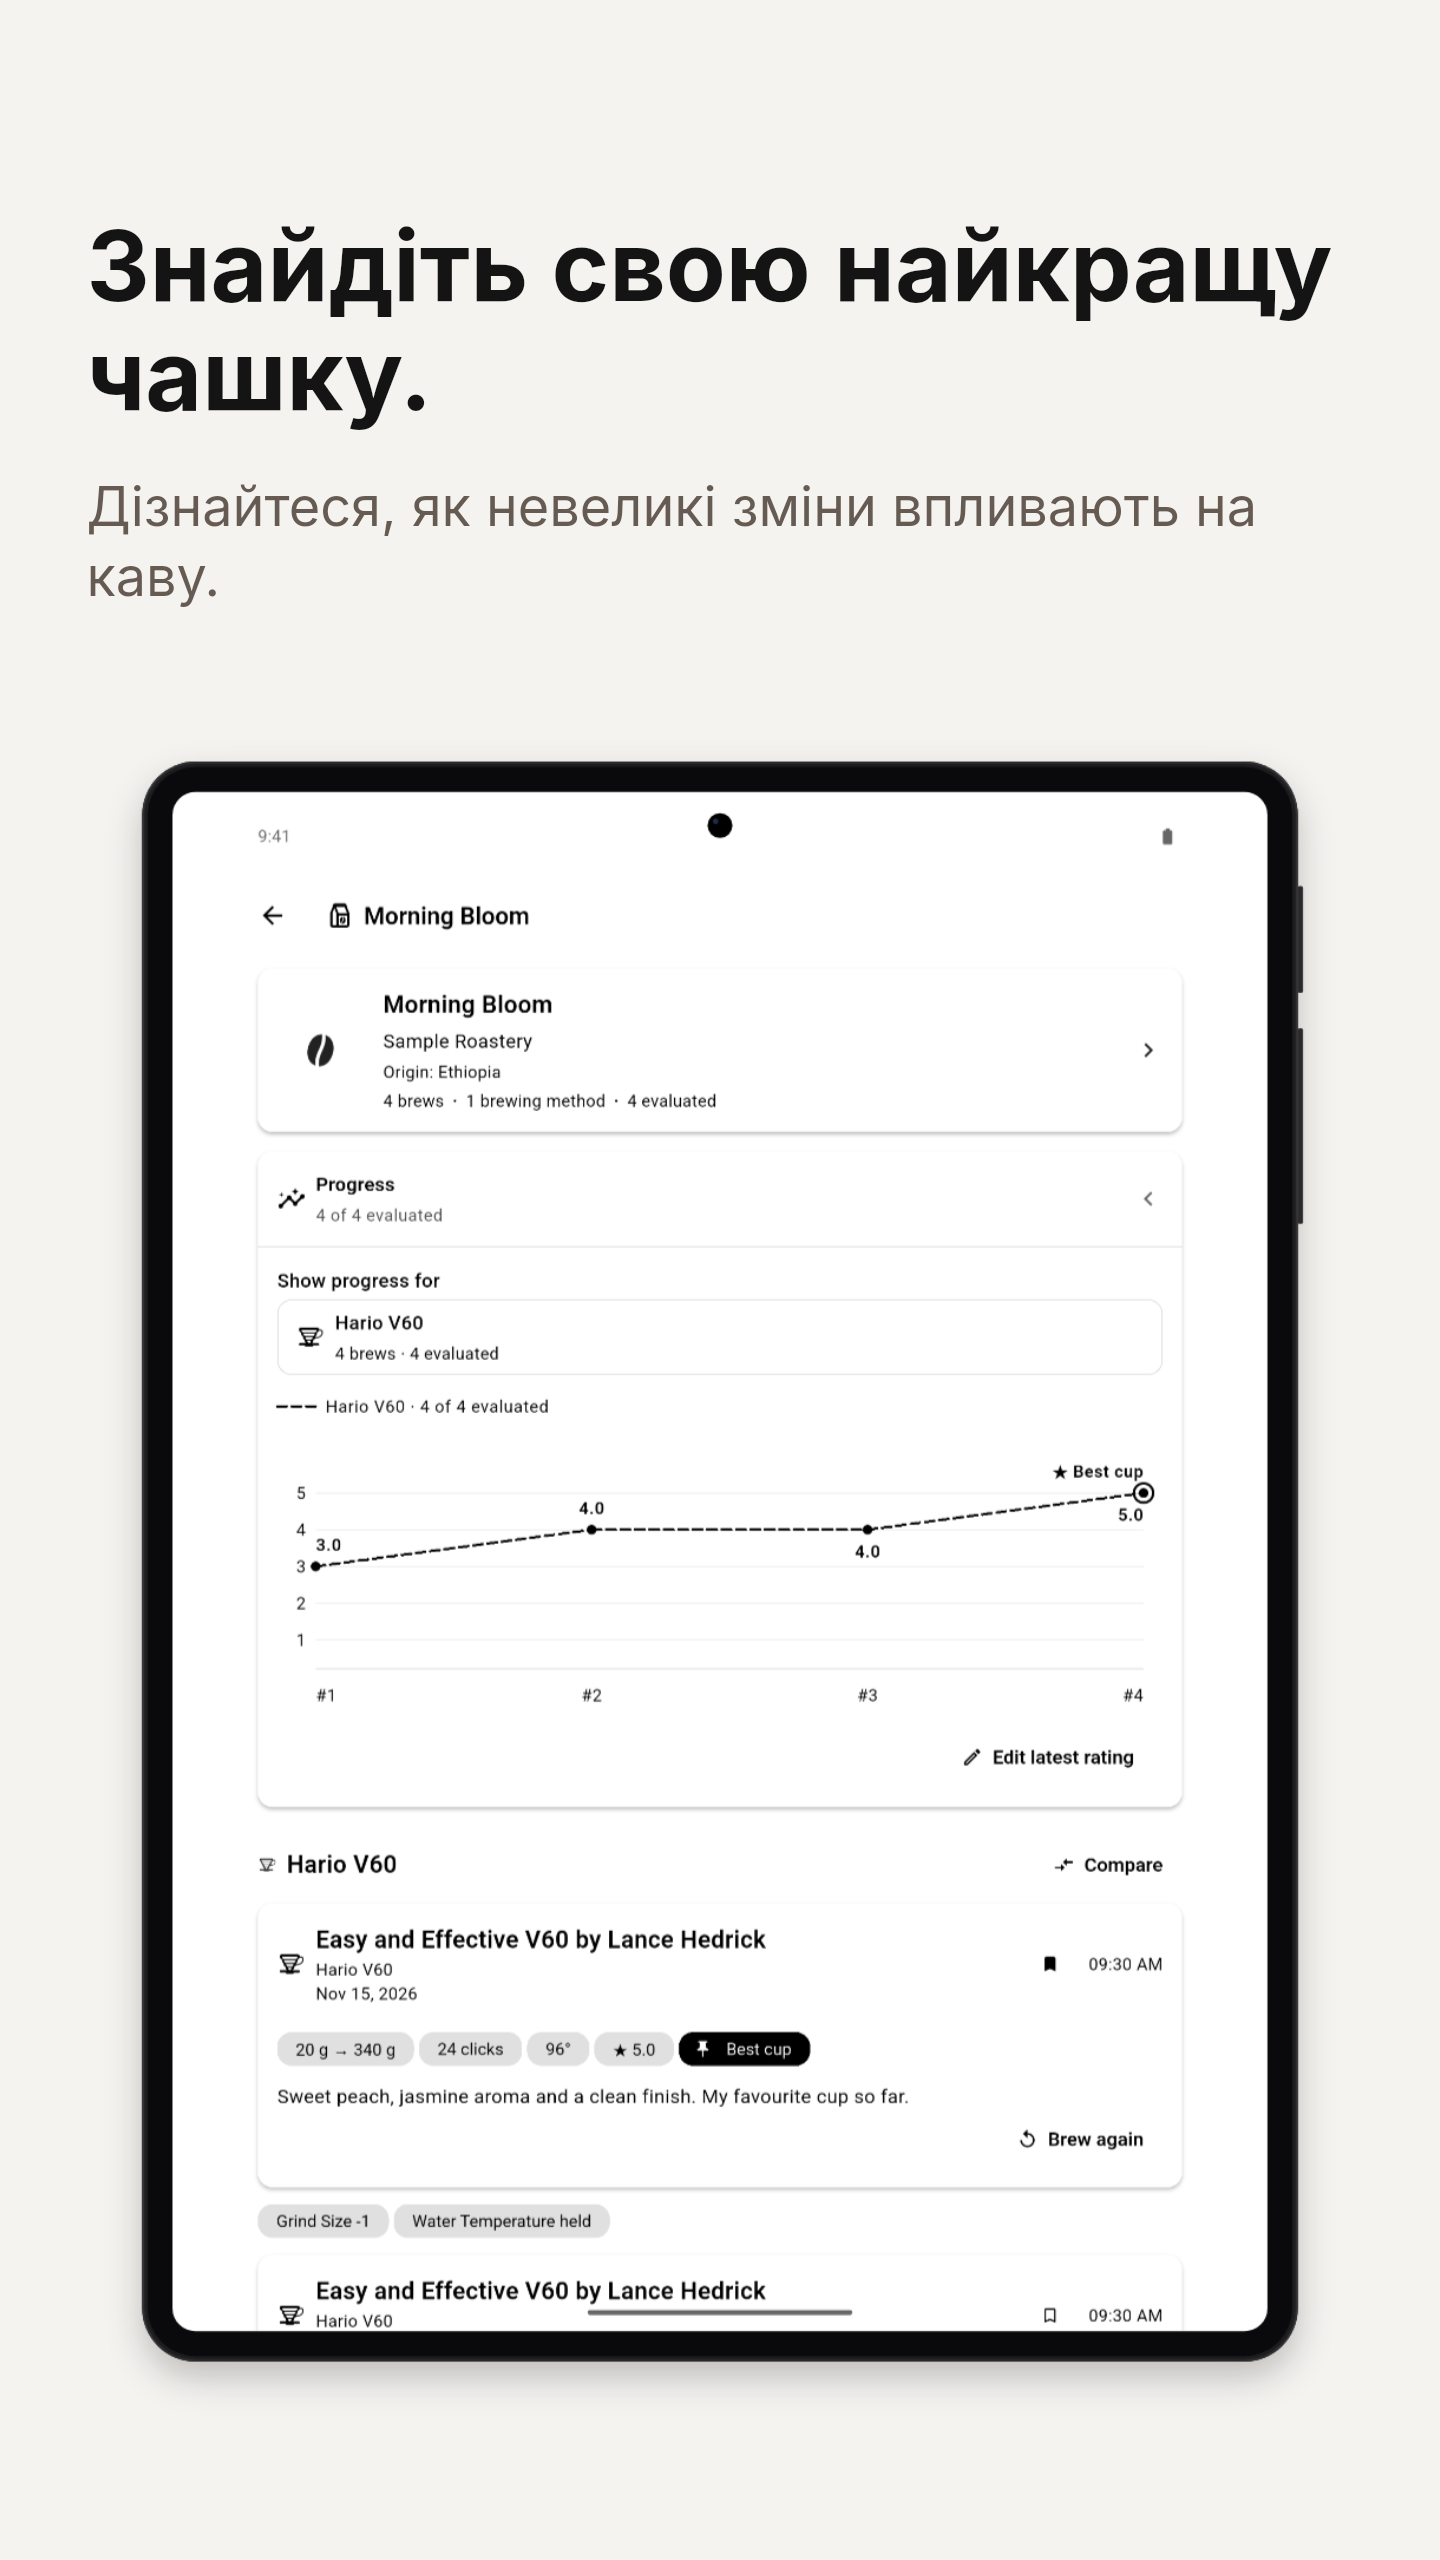 Знайдіть свою найкращу
чашку.
Дізнайтеся, як невеликі зміни впливають на
каву.
9:41
Morning Bloom
Morning Bloom
Sample Roastery
Origin: Ethiopia
4 brews · 1 brewing method · 4 evaluated
Progress
4 of 4 evaluated
Show progress for
Hario V60
4 brews · 4 evaluated
Hario V60 · 4 of 4 evaluated
★ Best cup
5
4.0
5.0
4
3.0
4.0
3
2
1
#1 #2 #3 #4
Edit latest rating
Hario V60
Compare
Easy and Effective V60 by Lance Hedrick
Hario V60
Nov 15, 2026
09:30 AM
20 g → 340 g 24 clicks 96° ★ 5.0 Best cup
Sweet peach, jasmine aroma and a clean finish. My favourite cup so far.
Brew again
Grind Size -1 Water Temperature held
Easy and Effective V60 by Lance Hedrick
Hario V60
09:30 AM